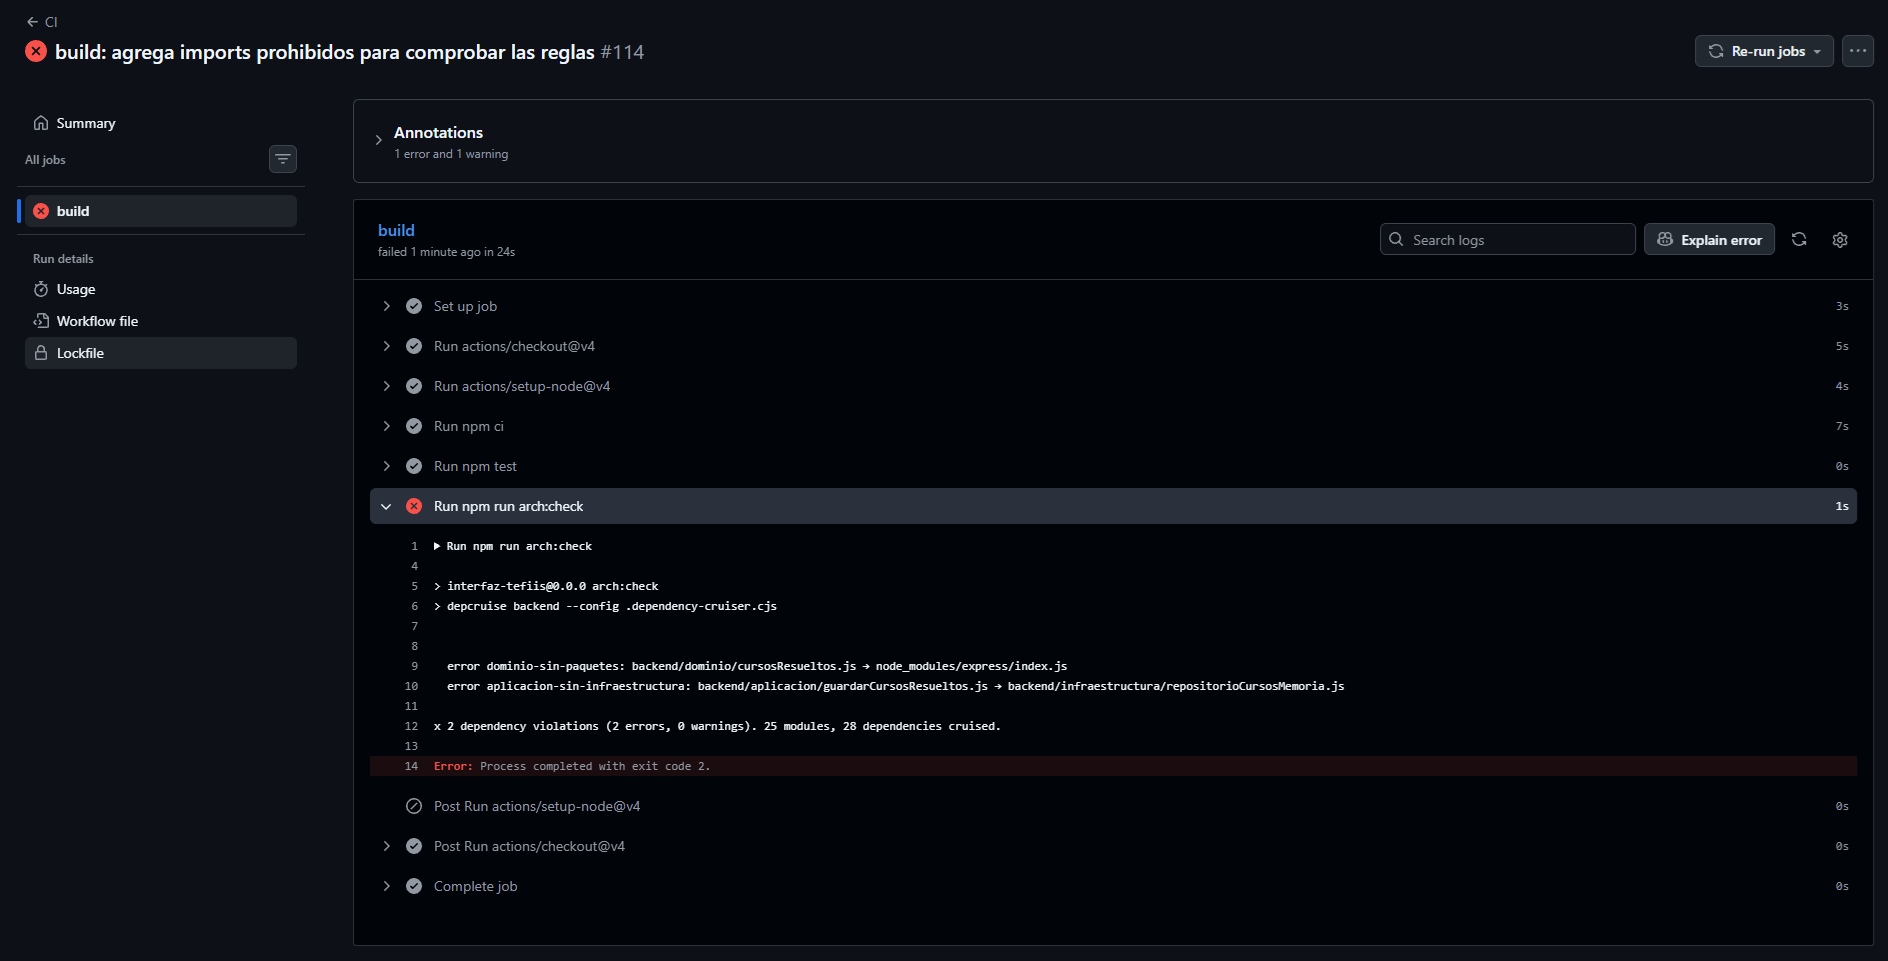 CI
build: agrega imports prohibidos para comprobar las reglas #114
Re-run jobs
Summary
All jobs
build
Run details
Usage
Workflow file
Lockfile
Annotations
1 error and 1 warning
build
failed 1 minute ago in 24s
Search logs
Explain error
Set up job 3s
Run actions/checkout@v4 5s
Run actions/setup-node@v4 4s
Run npm ci 7s
Run npm test 0s
Run npm run arch:check 1s
1 ▶ Run npm run arch:check
4
5 > interfaz-tefiis@0.0.0 arch:check
6 > depcruise backend --config .dependency-cruiser.cjs
7
8
9 error dominio-sin-paquetes: backend/dominio/cursosResueltos.js → node_modules/express/index.js
10 error aplicacion-sin-infraestructura: backend/aplicacion/guardarCursosResueltos.js → backend/infraestructura/repositorioCursosMemoria.js
11
12 x 2 dependency violations (2 errors, 0 warnings). 25 modules, 28 dependencies cruised.
13
14 Error: Process completed with exit code 2.
Post Run actions/setup-node@v4 0s
Post Run actions/checkout@v4 0s
Complete job 0s